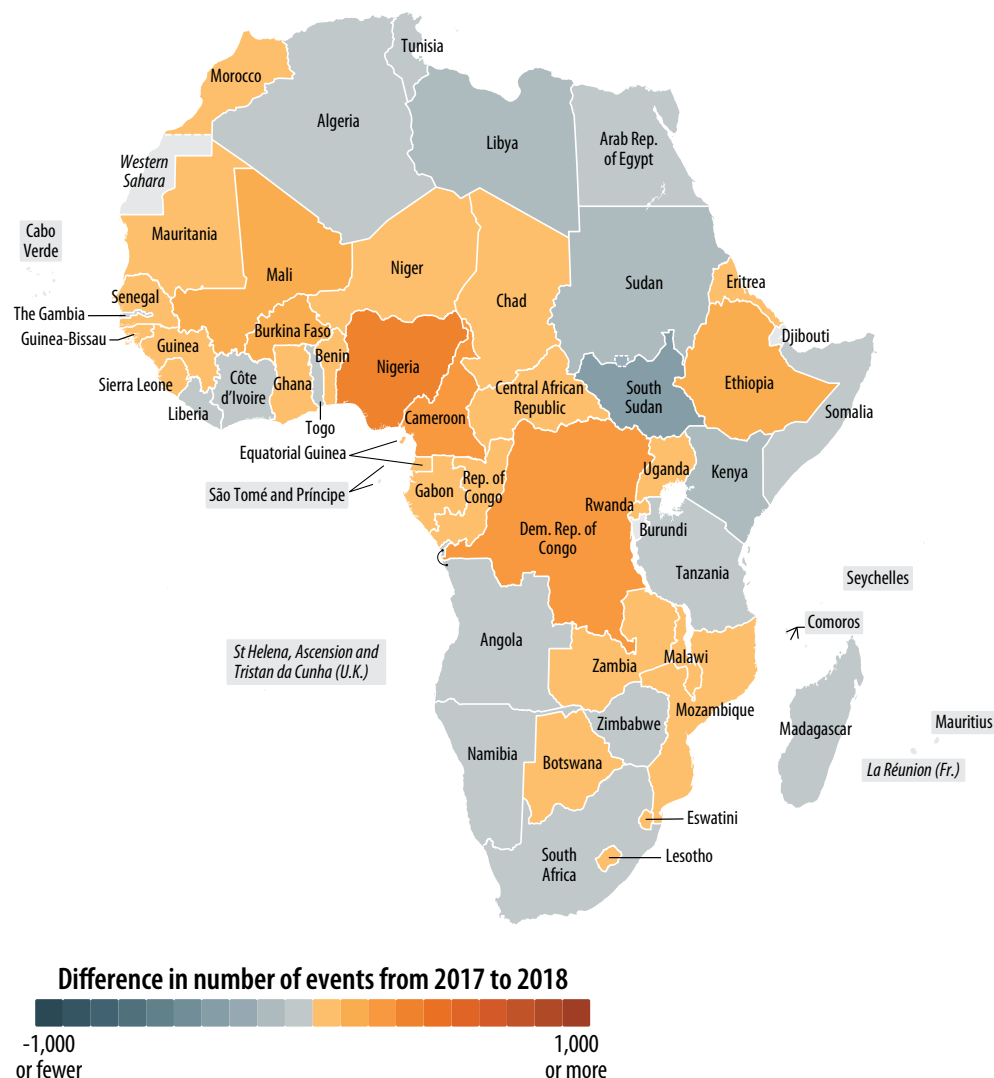 Tunisia
Morocco
Algeria
Libya
Arab Rep.
of Egypt
Western
Sahara
Cabo
Verde
Mauritania
Mali
Niger
Chad
Sudan
Eritrea
Senegal
The Gambia
Guinea-Bissau
Guinea
Burkina Faso
Djibouti
Benin
Nigeria
Sierra Leone
Côte
d'Ivoire
Ghana
Central African
Republic
South
Sudan
Ethiopia
Liberia
Togo
Cameroon
Somalia
Equatorial Guinea
São Tomé and Príncipe
Gabon
Rep. of
Congo
Uganda
Kenya
Rwanda
Burundi
Dem. Rep. of
Congo
Tanzania
Seychelles
Comoros
St Helena, Ascension and
Tristan da Cunha (U.K.)
Angola
Zambia
Malawi
Mozambique
Zimbabwe
Madagascar
Mauritius
La Réunion (Fr.)
Namibia
Botswana
Eswatini
South
Africa
Lesotho
Difference in number of events from 2017 to 2018
-1,000
or fewer
1,000
or more